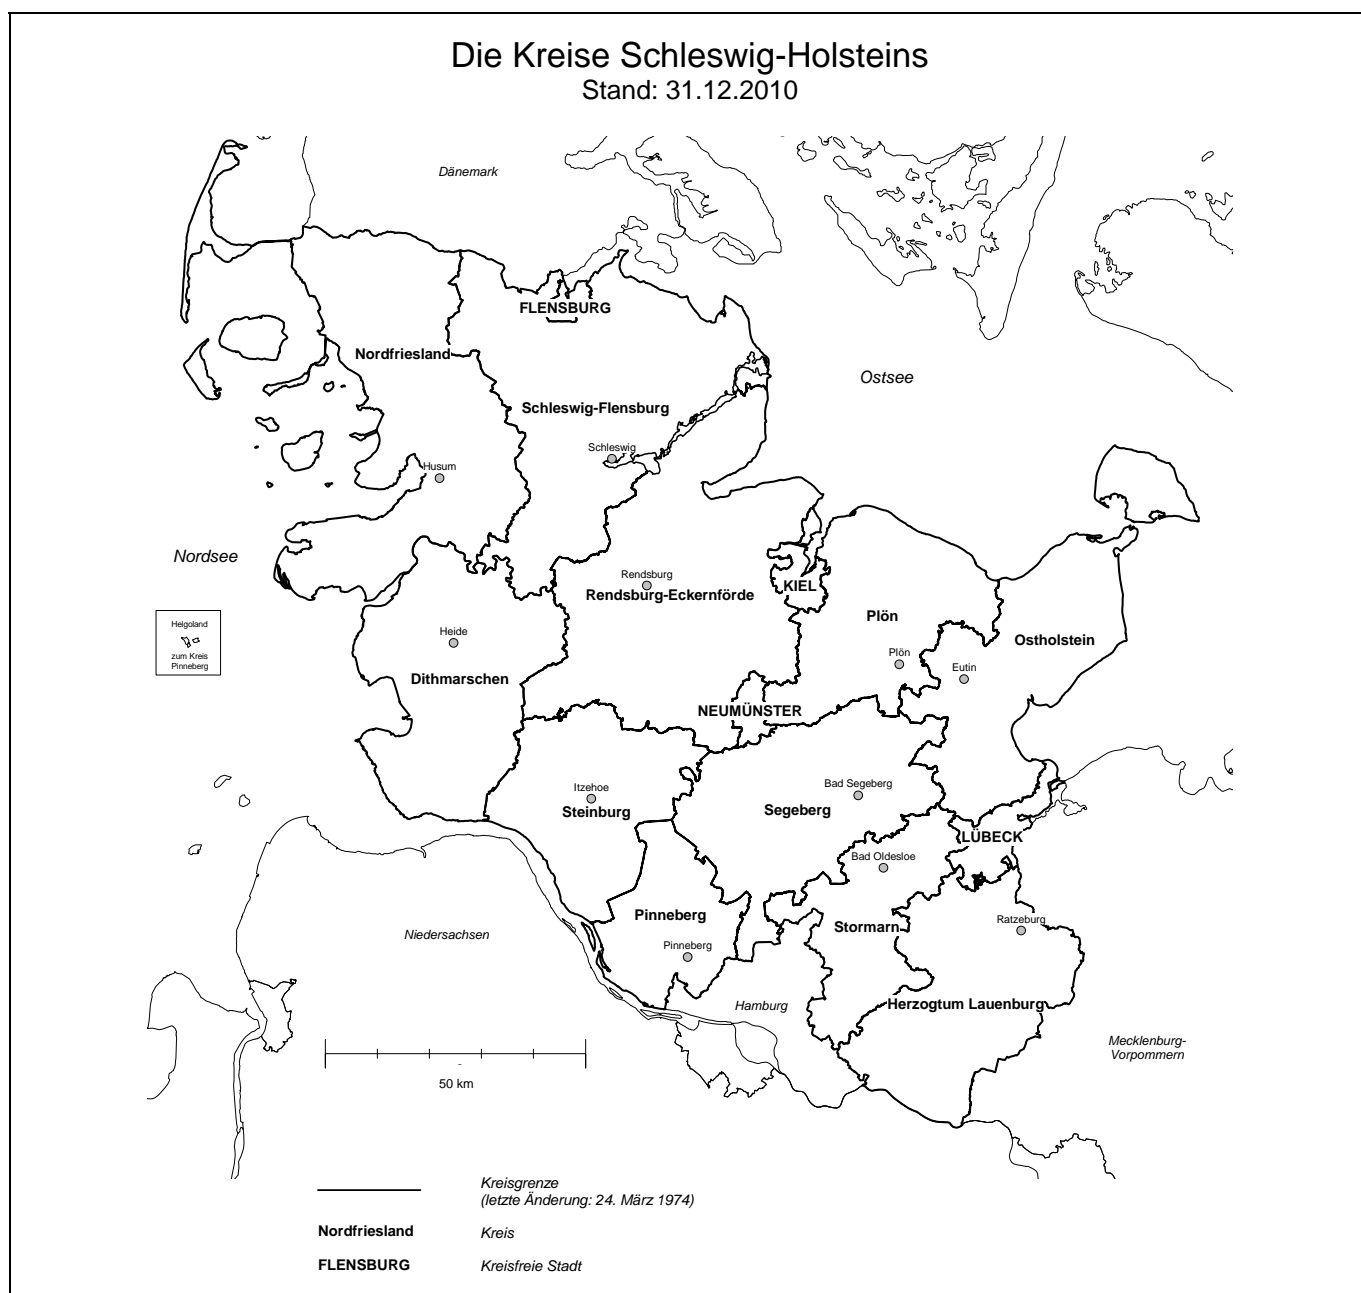 Die Kreise Schleswig-Holsteins
Stand: 31.12.2010
Dänemark
FLENSBURG
Nordfriesland
Ostsee
Schleswig-Flensburg
Schleswig
Husum
Nordsee
Rendsburg
Rendsburg-Eckernförde
KIEL
Plön
Helgoland
zum Kreis
Pinneberg
Heide
Ostholstein
Plön
Eutin
Dithmarschen
NEUMÜNSTER
Itzehoe
Steinburg
Bad Segeberg
Segeberg
LÜBECK
Bad Oldesloe
Pinneberg
Stormarn
Ratzeburg
Niedersachsen
Pinneberg
Hamburg
Herzogtum Lauenburg
Mecklenburg-
Vorpommern
50 km
Kreisgrenze
(letzte Änderung: 24. März 1974)
Nordfriesland Kreis
FLENSBURG Kreisfreie Stadt